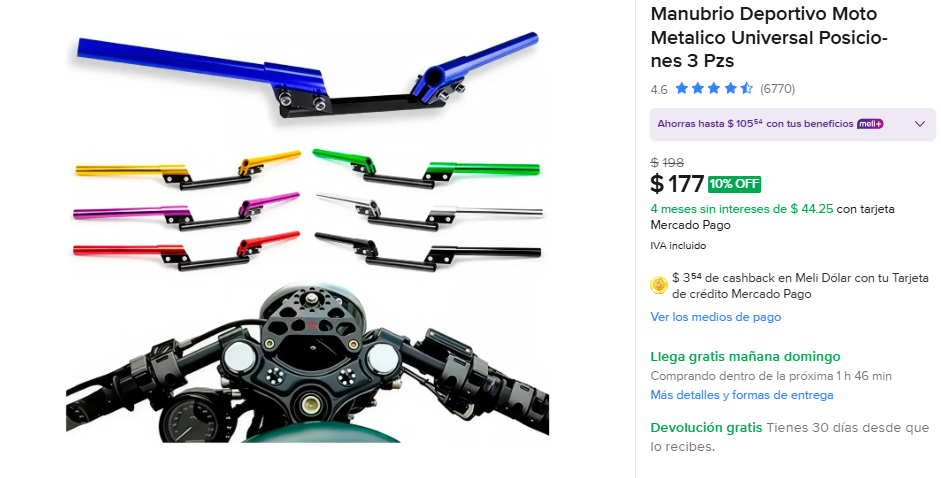 Manubrio Deportivo Moto
Metalico Universal Posicio-
nes 3 Pzs
4.6 (6770)
Ahorras hasta $ 105⁵⁴ con tus beneficios meli+
$ 198
$ 177 10% OFF
4 meses sin intereses de $ 44.25 con tarjeta
Mercado Pago
IVA incluido
$ 3⁵⁴ de cashback en Meli Dólar con tu Tarjeta
de crédito Mercado Pago
Ver los medios de pago
Llega gratis mañana domingo
Comprando dentro de la próxima 1 h 46 min
Más detalles y formas de entrega
Devolución gratis Tienes 30 días desde que
lo recibes.